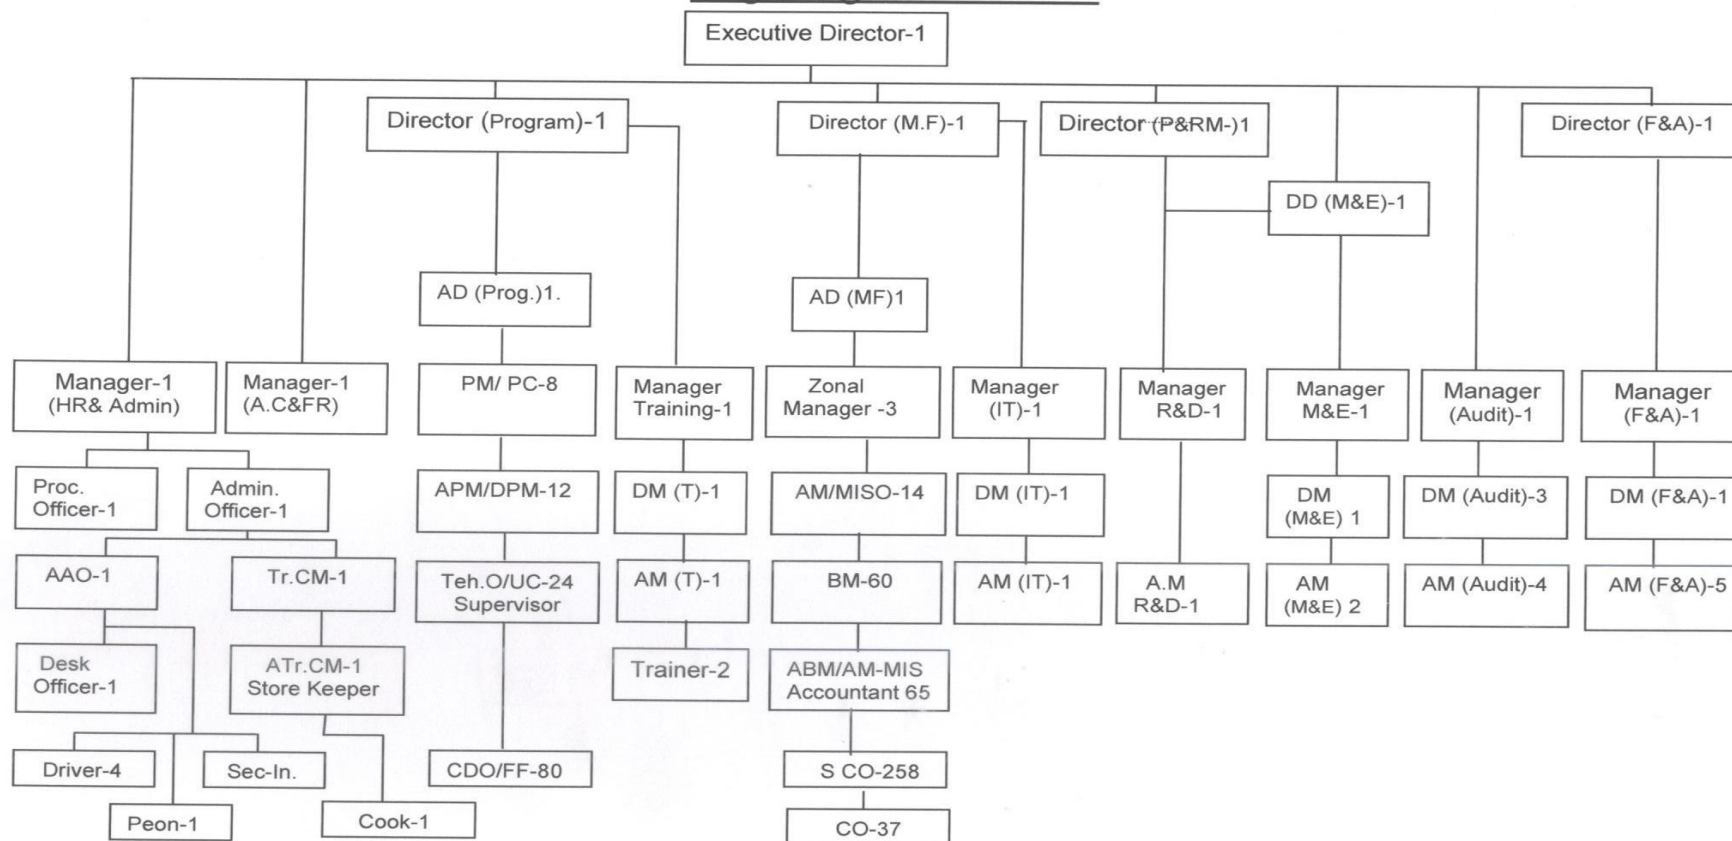 Executive Director-1
Director (Program)-1
Director (M.F)-1
Director (P&RM-)1
Director (F&A)-1
DD (M&E)-1
AD (Prog.)1.
AD (MF)1
Manager-1
(HR& Admin)
Manager-1
(A.C&FR)
PM/ PC-8
Manager
Training-1
Zonal
Manager -3
Manager
(IT)-1
Manager
R&D-1
Manager
M&E-1
Manager
(Audit)-1
Manager
(F&A)-1
Proc.
Officer-1
Admin.
Officer-1
APM/DPM-12
DM (T)-1
AM/MISO-14
DM (IT)-1
DM
(M&E) 1
DM (Audit)-3
DM (F&A)-1
AAO-1
Tr.CM-1
Teh.O/UC-24
Supervisor
AM (T)-1
BM-60
AM (IT)-1
A.M
R&D-1
AM
(M&E) 2
AM (Audit)-4
AM (F&A)-5
Desk
Officer-1
ATr.CM-1
Store Keeper
Trainer-2
ABM/AM-MIS
Accountant 65
Driver-4
Sec-In.
CDO/FF-80
S CO-258
Peon-1
Cook-1
CO-37